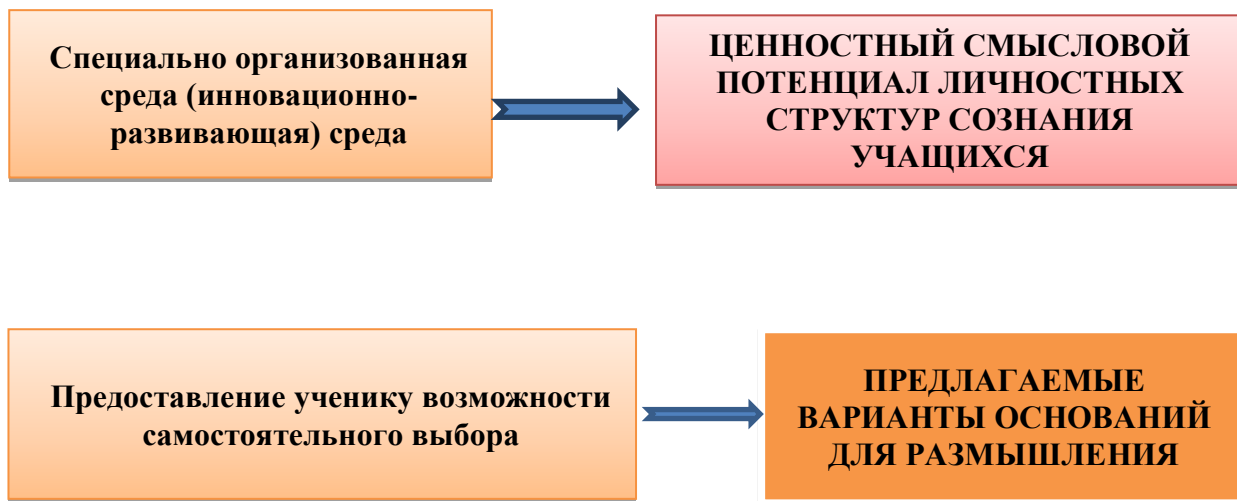 Специально организованная
среда (инновационно-
развивающая) среда
ЦЕННОСТНЫЙ СМЫСЛОВОЙ
ПОТЕНЦИАЛ ЛИЧНОСТНЫХ
СТРУКТУР СОЗНАНИЯ
УЧАЩИХСЯ
Предоставление ученику возможности
самостоятельного выбора
ПРЕДЛАГАЕМЫЕ
ВАРИАНТЫ ОСНОВАНИЙ
ДЛЯ РАЗМЫШЛЕНИЯ